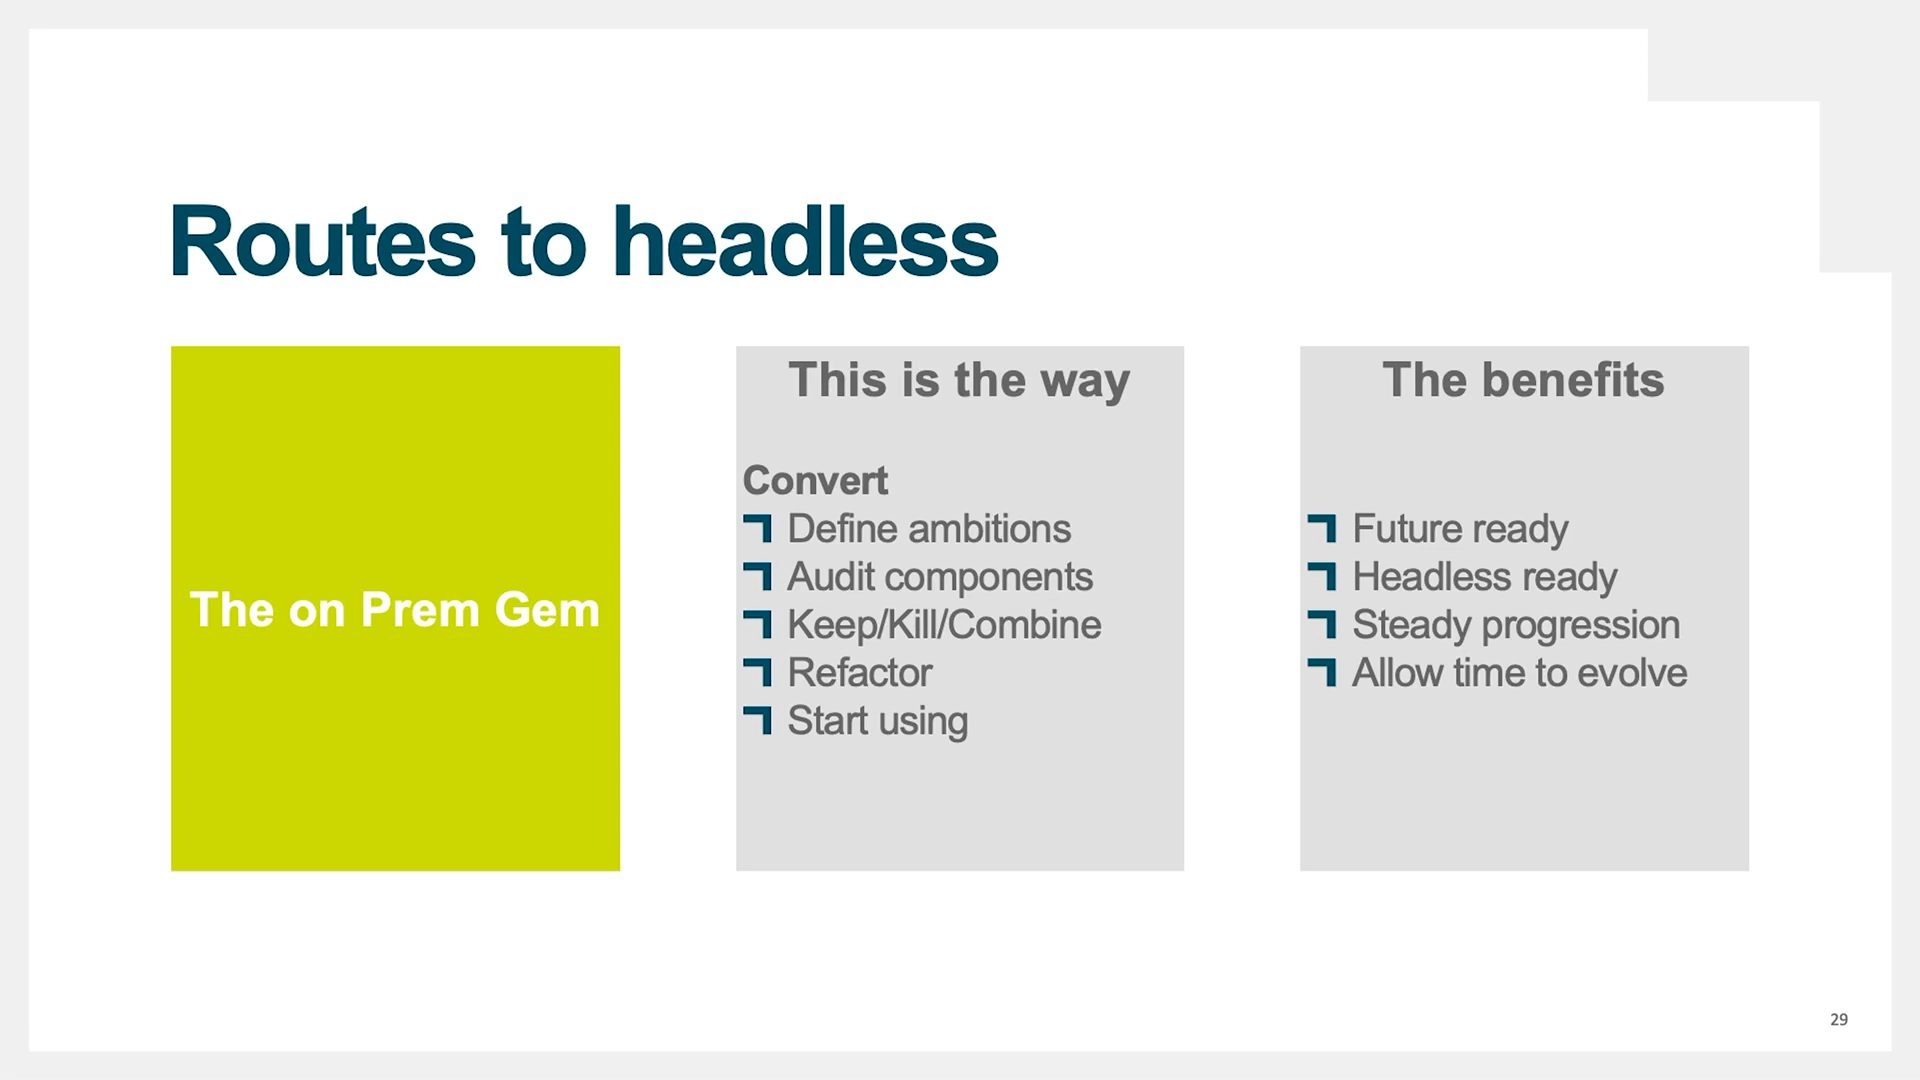 Routes to headless
The on Prem Gem
This is the way
Convert
Define ambitions
Audit components
Keep/Kill/Combine
Refactor
Start using
The benefits
Future ready
Headless ready
Steady progression
Allow time to evolve
29